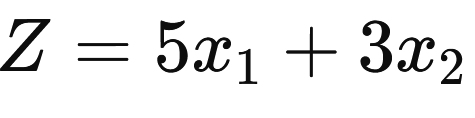 Z = 5x₁ + 3x₂